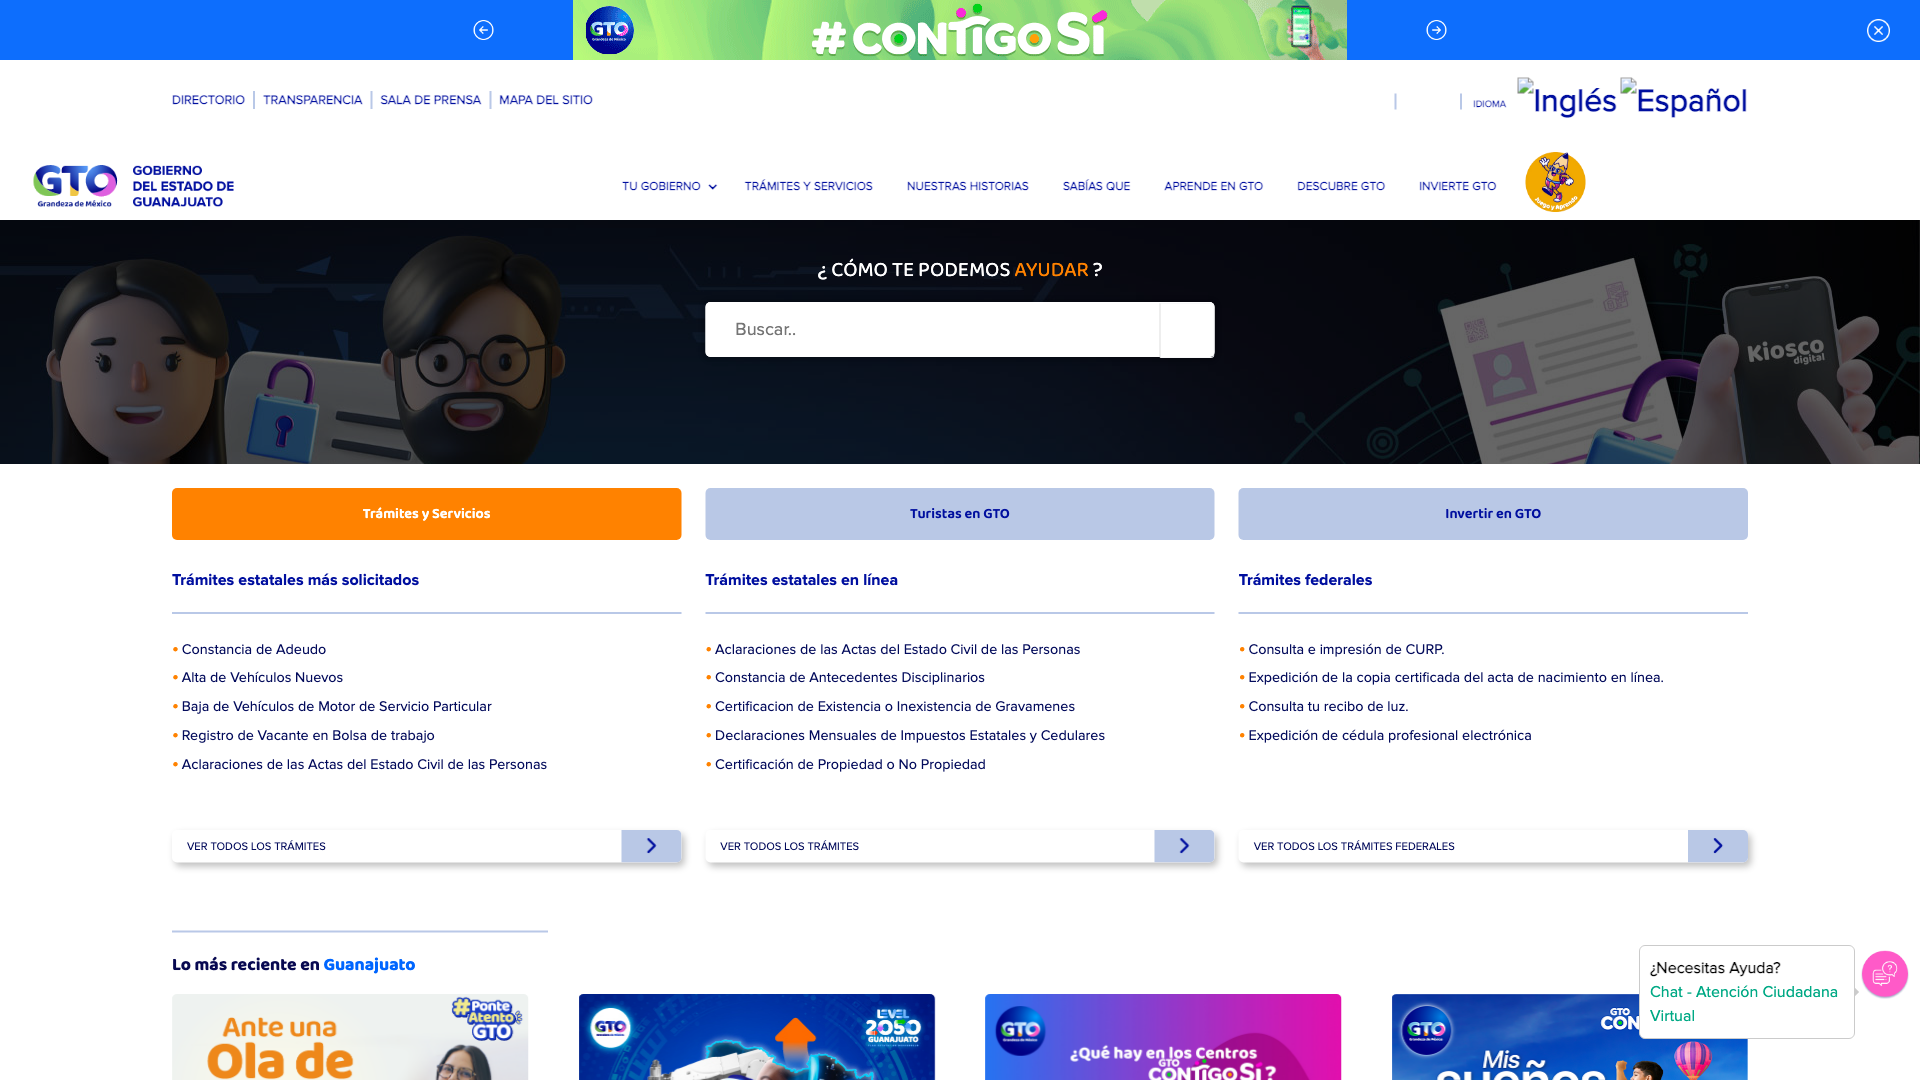 GTO
Grandeza de México
#CONTIGO SÍ
DIRECTORIO
TRANSPARENCIA
SALA DE PRENSA
MAPA DEL SITIO
IDIOMA
Inglés
Español
GTO
Grandeza de México
GOBIERNO
DEL ESTADO DE
GUANAJUATO
TU GOBIERNO
TRÁMITES Y SERVICIOS
NUESTRAS HISTORIAS
SABÍAS QUE
APRENDE EN GTO
DESCUBRE GTO
INVIERTE GTO
Juego y Aprendo
¿ CÓMO TE PODEMOS AYUDAR ?
Buscar..
Kiosco
digital
Trámites y Servicios
Turistas en GTO
Invertir en GTO
Trámites estatales más solicitados
• Constancia de Adeudo
• Alta de Vehículos Nuevos
• Baja de Vehículos de Motor de Servicio Particular
• Registro de Vacante en Bolsa de trabajo
• Aclaraciones de las Actas del Estado Civil de las Personas
VER TODOS LOS TRÁMITES
Trámites estatales en línea
• Aclaraciones de las Actas del Estado Civil de las Personas
• Constancia de Antecedentes Disciplinarios
• Certificacion de Existencia o Inexistencia de Gravamenes
• Declaraciones Mensuales de Impuestos Estatales y Cedulares
• Certificación de Propiedad o No Propiedad
VER TODOS LOS TRÁMITES
Trámites federales
• Consulta e impresión de CURP.
• Expedición de la copia certificada del acta de nacimiento en línea.
• Consulta tu recibo de luz.
• Expedición de cédula profesional electrónica
VER TODOS LOS TRÁMITES FEDERALES
Lo más reciente en Guanajuato
#Ponte
Atento
GTO
Ante una
Ola de
GTO
LEVEL
2050
GUANAJUATO
GTO
¿Qué hay en los Centros
GTO
CONTIGO SÍ?
GTO
GTO
Mis
sueños
¿Necesitas Ayuda?
Chat - Atención Ciudadana
Virtual